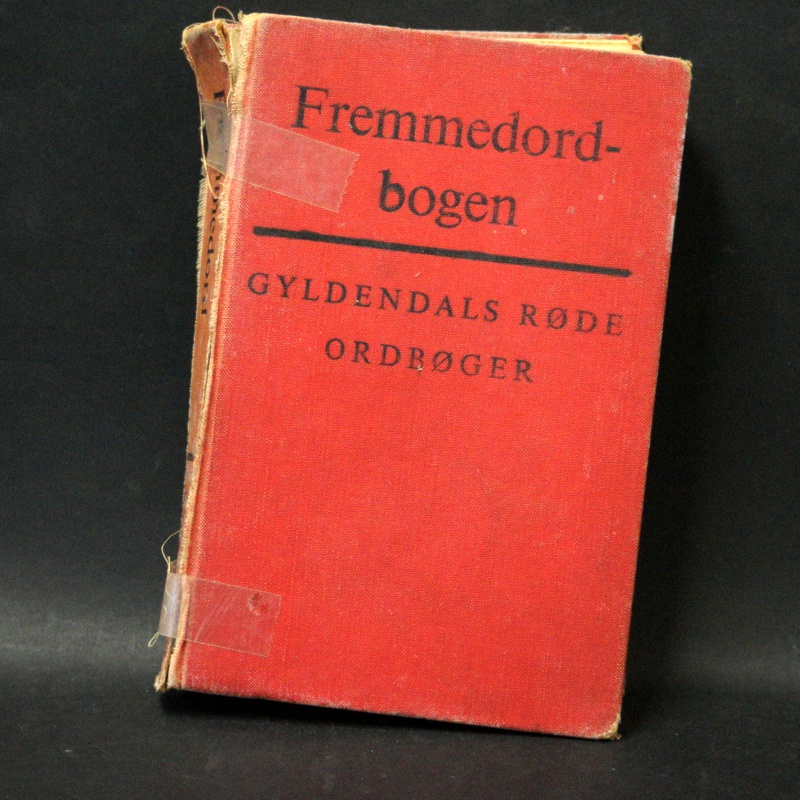 Fremmedord-
bogen
GYLDENDALS RØDE
ORDBØGER